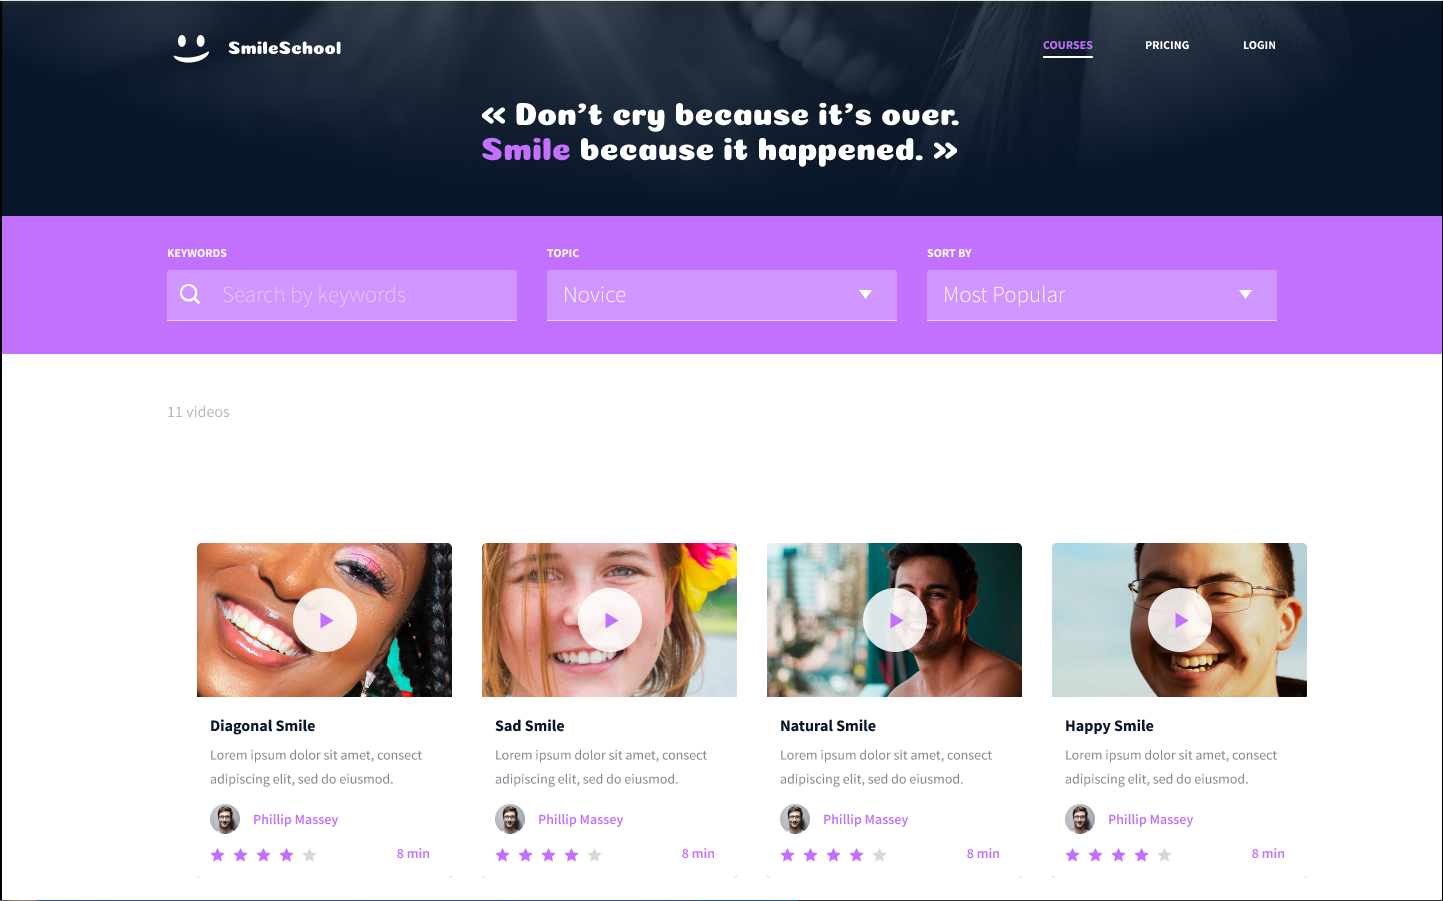 SmileSchool
COURSES
PRICING
LOGIN
« Don’t cry because it’s over.
Smile because it happened. »
KEYWORDS
TOPIC
SORT BY
Search by keywords
Novice
Most Popular
11 videos
Diagonal Smile
Lorem ipsum dolor sit amet, consect
adipiscing elit, sed do eiusmod.
Phillip Massey
8 min
Sad Smile
Lorem ipsum dolor sit amet, consect
adipiscing elit, sed do eiusmod.
Phillip Massey
8 min
Natural Smile
Lorem ipsum dolor sit amet, consect
adipiscing elit, sed do eiusmod.
Phillip Massey
8 min
Happy Smile
Lorem ipsum dolor sit amet, consect
adipiscing elit, sed do eiusmod.
Phillip Massey
8 min